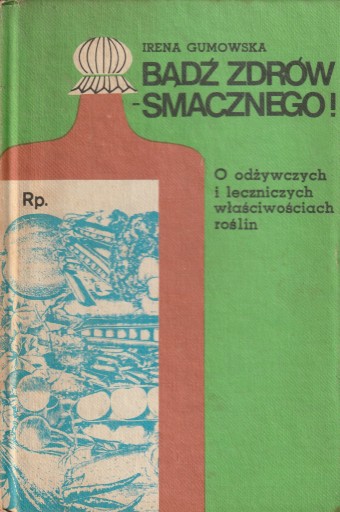 IRENA GUMOWSKA
BĄDŹ ZDRÓW
-SMACZNEGO!
O odżywczych
i leczniczych
właściwościach
roślin
Rp.